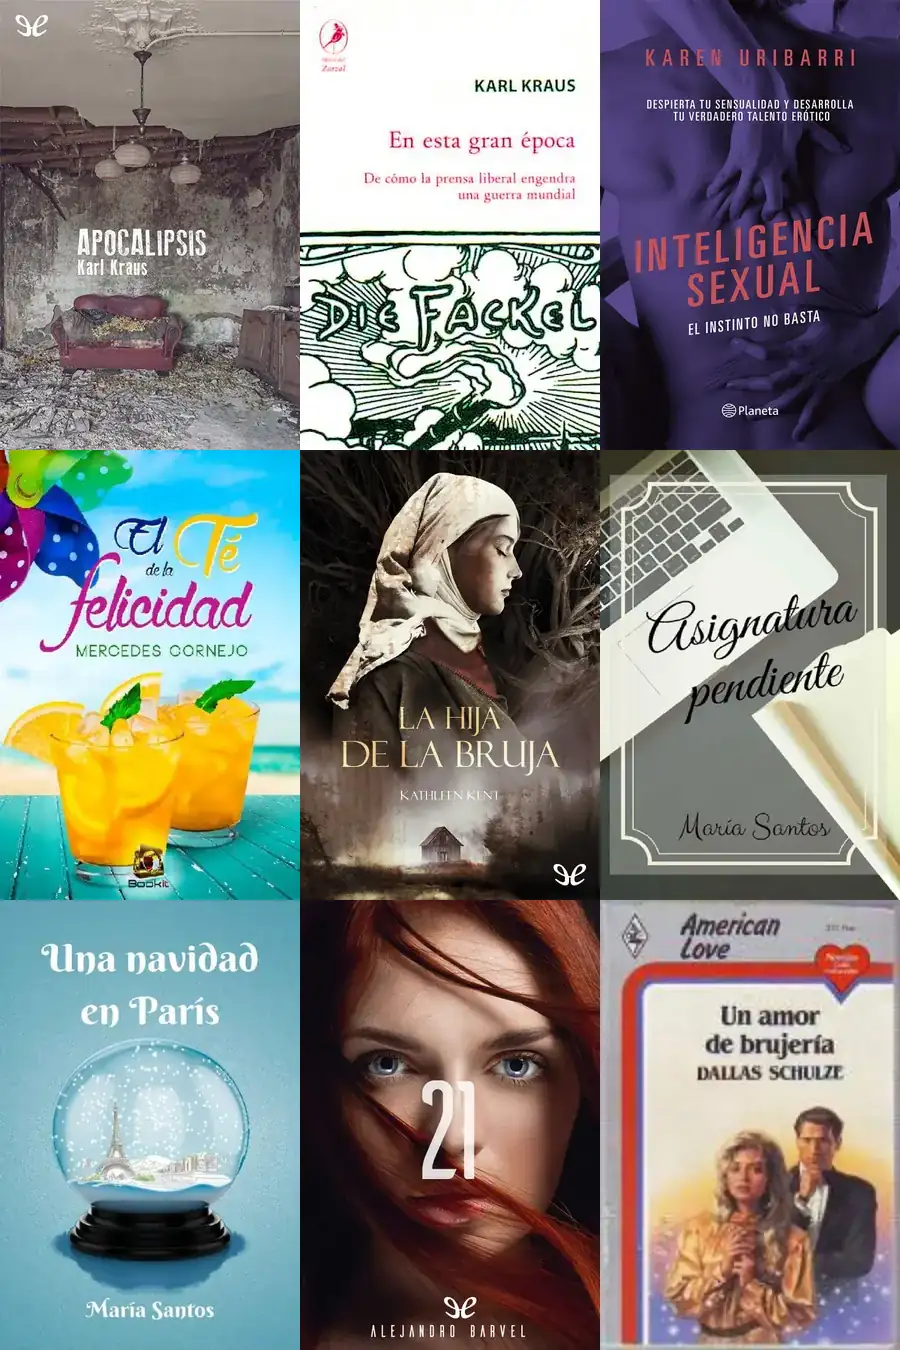 APOCALIPSIS
Karl Kraus
Zorzal
KARL KRAUS
En esta gran época
De cómo la prensa liberal engendra
una guerra mundial
DIE FACKEL
KAREN URIBARRI
DESPIERTA TU SENSUALIDAD Y DESARROLLA
TU VERDADERO TALENTO ERÓTICO
INTELIGENCIA
SEXUAL
EL INSTINTO NO BASTA
Planeta
El Té
de la
felicidad
MERCEDES CORNEJO
Bookit
LA HIJA
DE LA BRUJA
KATHLEEN KENT
Asignatura
pendiente
María Santos
Una navidad
en París
María Santos
21
ALEJANDRO BARVEL
American
Love
Un amor
de brujería
DALLAS SCHULZE